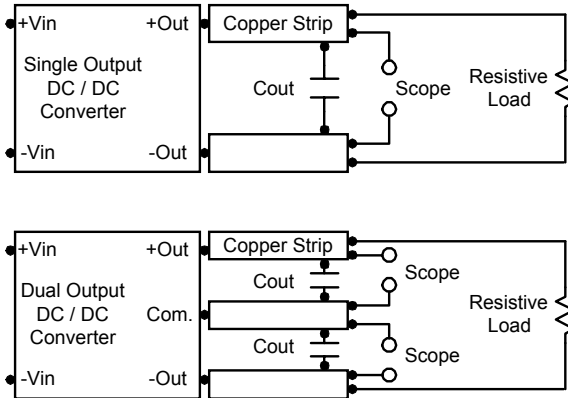 +Vin
+Out
Copper Strip
Single Output
DC / DC
Converter
Cout
Scope
Resistive
Load
-Vin
-Out
+Vin
+Out
Copper Strip
Cout
Scope
Dual Output
DC / DC
Converter
Com.
Resistive
Load
Cout
Scope
-Vin
-Out